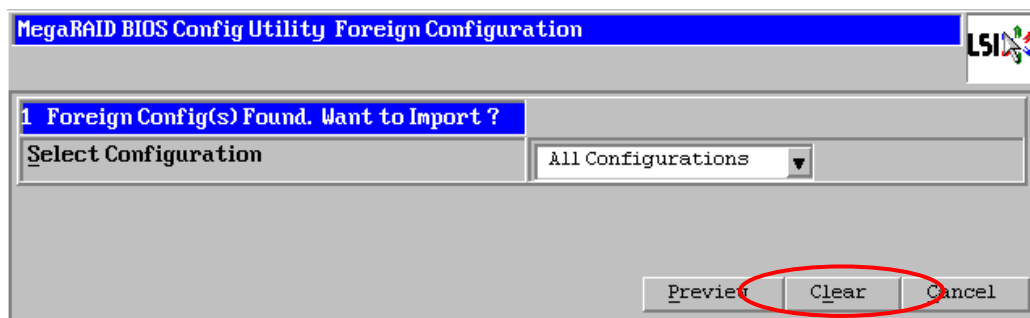 MegaRAID BIOS Config Utility Foreign Configuration
LSI
1 Foreign Config(s) Found. Want to Import ?
Select Configuration All Configurations
Preview Clear Cancel